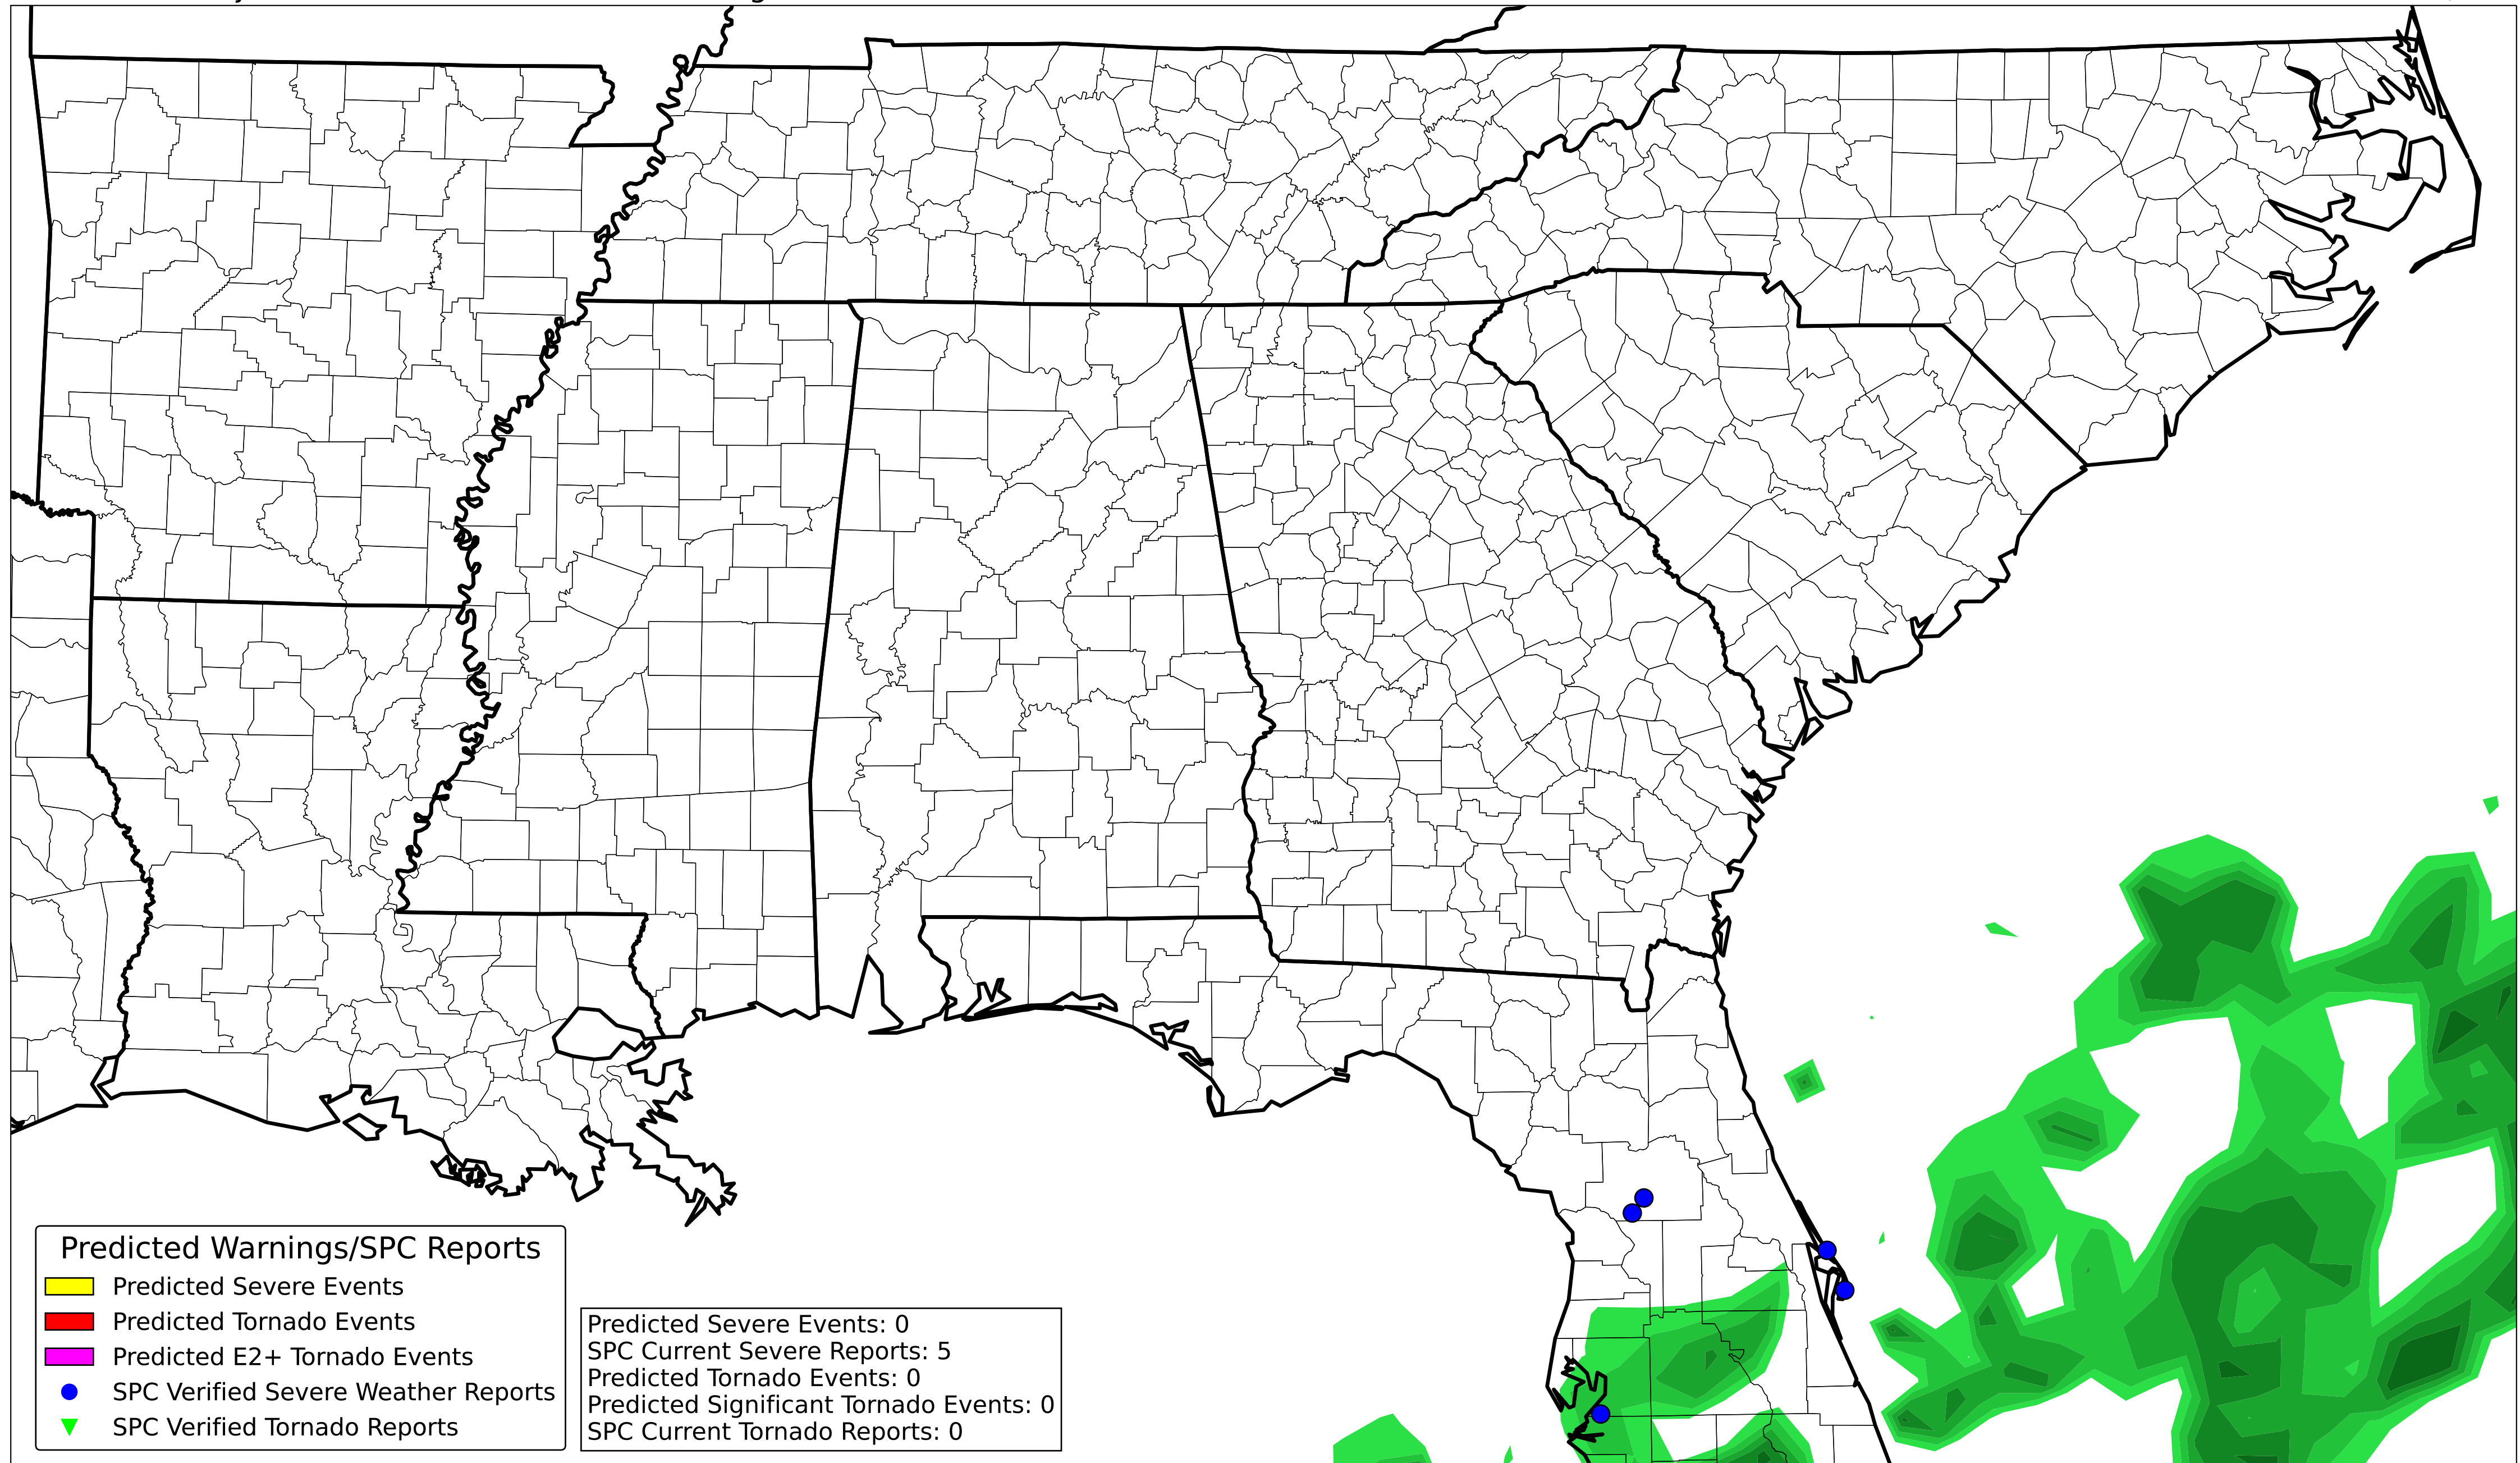 Predicted Warnings/SPC Reports
Predicted Severe Events
Predicted Tornado Events
Predicted E2+ Tornado Events
SPC Verified Severe Weather Reports
SPC Verified Tornado Reports
Predicted Severe Events: 0
SPC Current Severe Reports: 5
Predicted Tornado Events: 0
Predicted Significant Tornado Events: 0
SPC Current Tornado Reports: 0